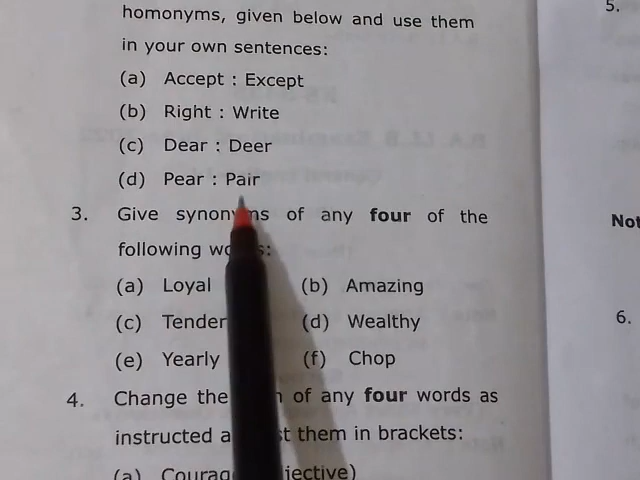 homonyms, given below and use them
in your own sentences:
(a) Accept : Except
(b) Right : Write
(c) Dear : Deer
(d) Pear : Pair
3. Give synonyms of any four of the
following
(a) Loyal (b) Amazing
(c) Tender (d) Wealthy
(e) Yearly (f) Chop
4. Change the of any four words as
instructed them in brackets:
(a)
5.
6.